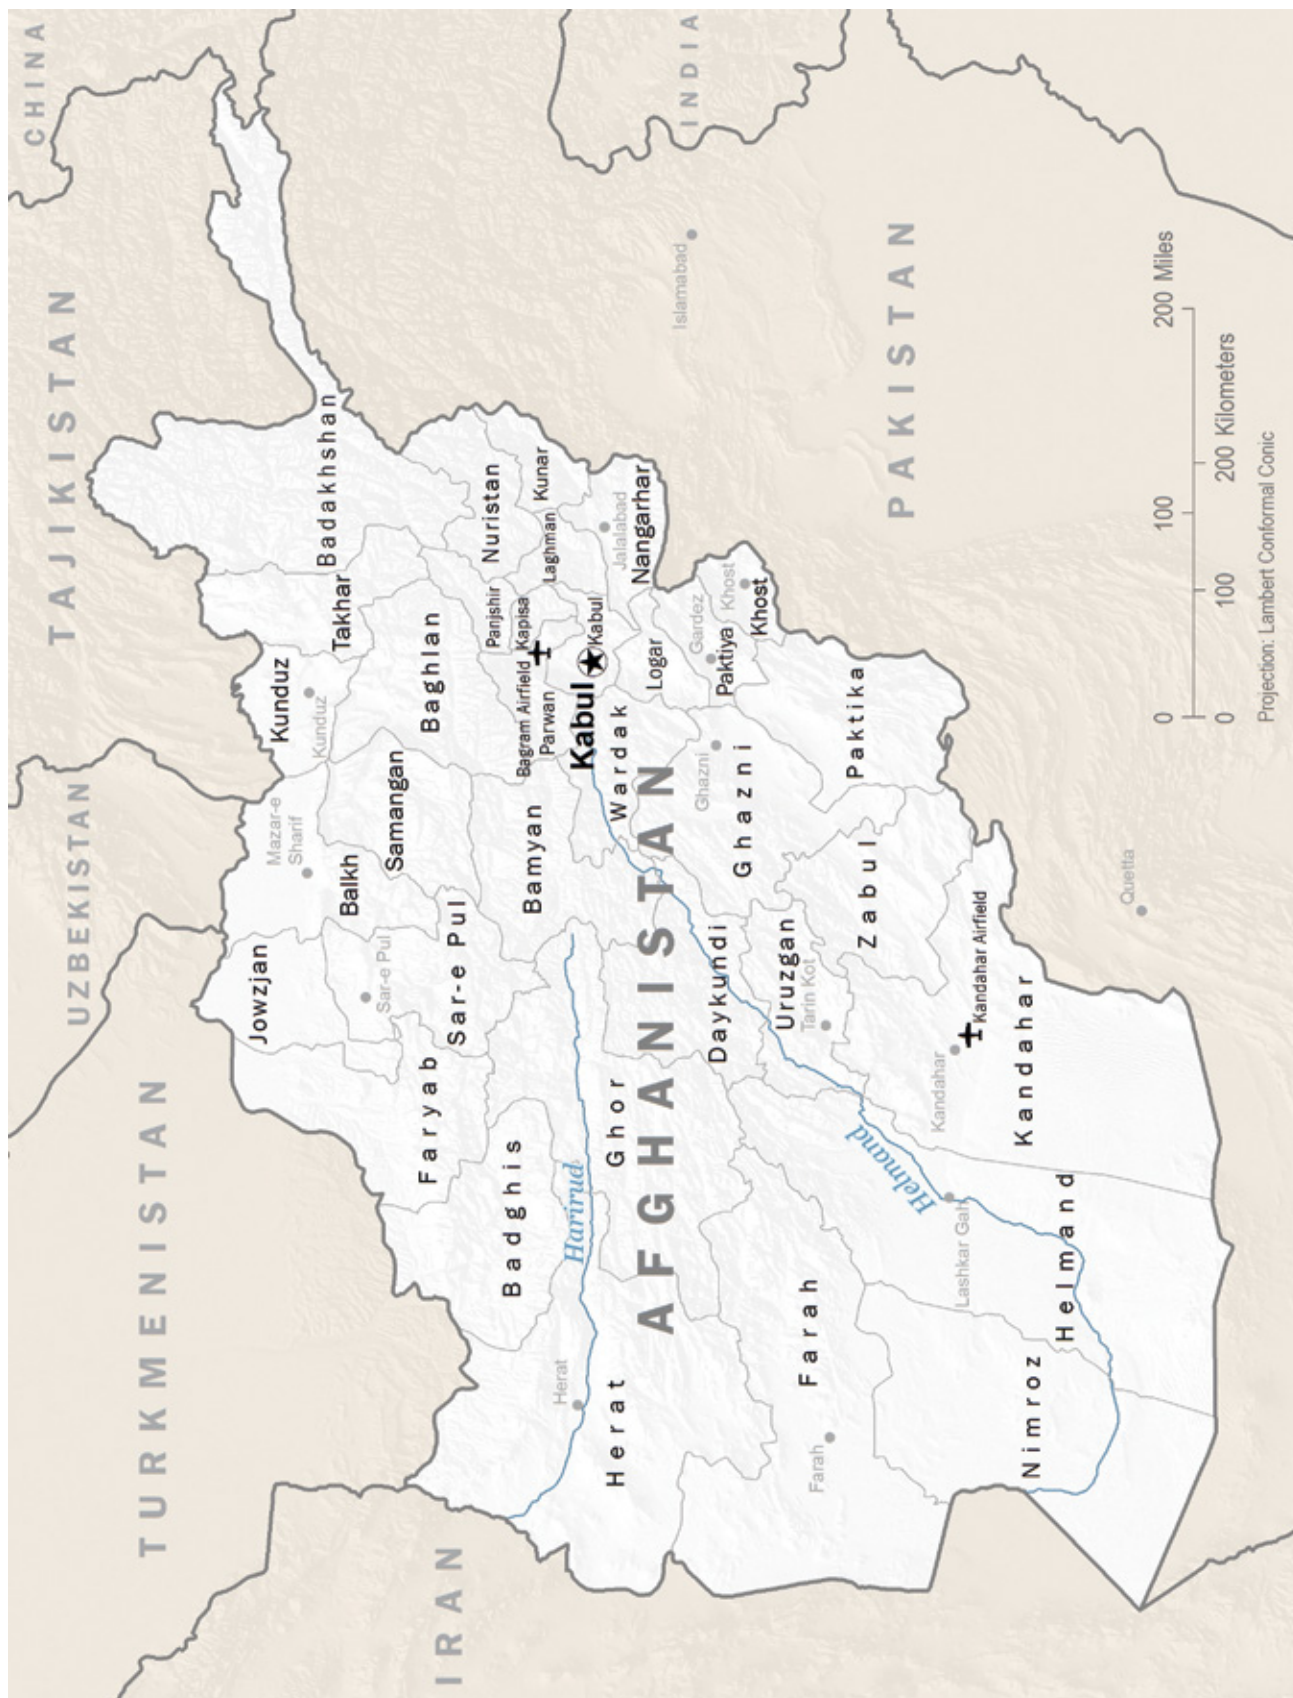 CHINA
TAJIKISTAN
UZBEKISTAN
TURKMENISTAN
IRAN
INDIA
PAKISTAN
Islamabad
Quetta
AFGHANISTAN
Badakhshan
Takhar
Kunduz
Kunduz
Mazar-e
Sharif
Balkh
Samangan
Baghlan
Jowzjan
Sar-e Pul
Sar-e Pul
Faryab
Badghis
Nuristan
Kunar
Laghman
Panjshir
Kapisa
Bagram Airfield
Parwan
Bamyan
Kabul
Kabul
Jalalabad
Nangarhar
Wardak
Logar
Gardez
Paktiya
Khost
Khost
Harirud
Ghor
Herat
Herat
Daykundi
Ghazni
Ghazni
Paktika
Uruzgan
Tarin Kot
Zabul
Farah
Farah
Helmand
Kandahar
Kandahar Airfield
Kandahar
Lashkar Gah
Helmand
Nimroz
0 100 200 Miles
0 100 200 Kilometers
Projection: Lambert Conformal Conic